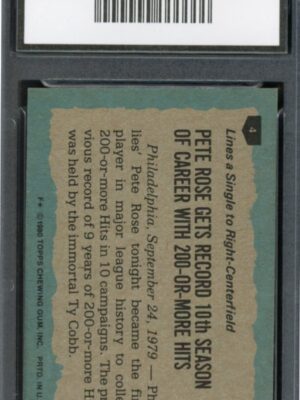 4
Lines a Single to Right-Centerfield
PETE ROSE GETS RECORD 10th SEASON
OF CAREER WITH 200-OR-MORE HITS
Philadelphia, September 24, 1979 — Ph
lies' Pete Rose tonight became the fi
player in major league history to colle
200-or-more Hits in 10 campaigns. The p
vious record of 9 years of 200-or-more H
was held by the immortal Ty Cobb.
F* © 1980 TOPPS CHEWING GUM, INC. PRTD. IN U.